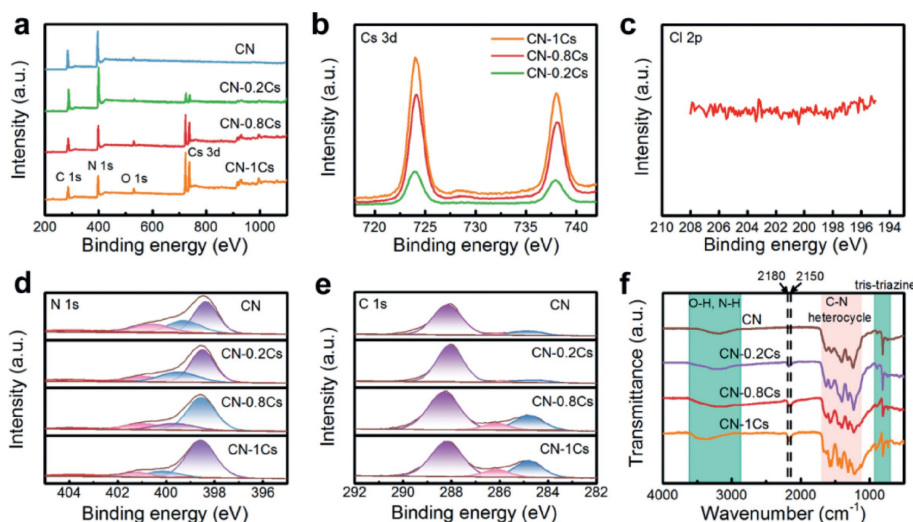 a
CN
CN-0.2Cs
CN-0.8Cs
Cs 3d
CN-1Cs
C 1s
N 1s
O 1s
Intensity (a.u.)
200 400 600 800 1000
Binding energy (eV)
b
Cs 3d
CN-1Cs
CN-0.8Cs
CN-0.2Cs
Intensity (a.u.)
720 725 730 735 740
Binding energy (eV)
c
Cl 2p
Intensity (a.u.)
210 208 206 204 202 200 198 196 194
Binding energy (eV)
d
N 1s
CN
CN-0.2Cs
CN-0.8Cs
CN-1Cs
Intensity (a.u.)
404 402 400 398 396
Binding energy (eV)
e
C 1s
CN
CN-0.2Cs
CN-0.8Cs
CN-1Cs
Intensity (a.u.)
292 290 288 286 284 282
Binding energy (eV)
f
2180 2150
tris-triazine
O-H, N-H
C-N
heterocycle
CN
CN-0.2Cs
CN-0.8Cs
CN-1Cs
Transmittance (a.u.)
4000 3000 2000 1000
Wavenumber (cm⁻¹)